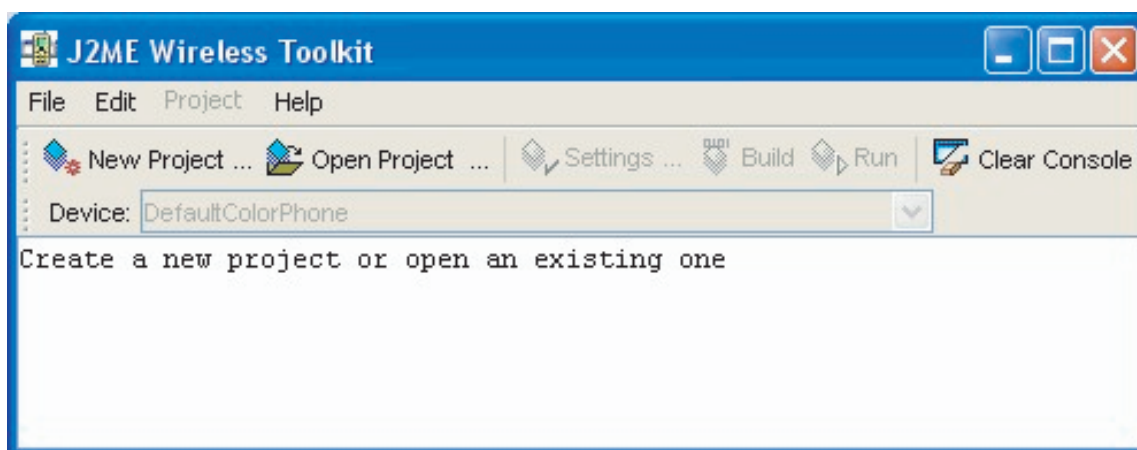 J2ME Wireless Toolkit
File Edit Project Help
New Project ... Open Project ... Settings ... Build Run Clear Console
Device: DefaultColorPhone
Create a new project or open an existing one